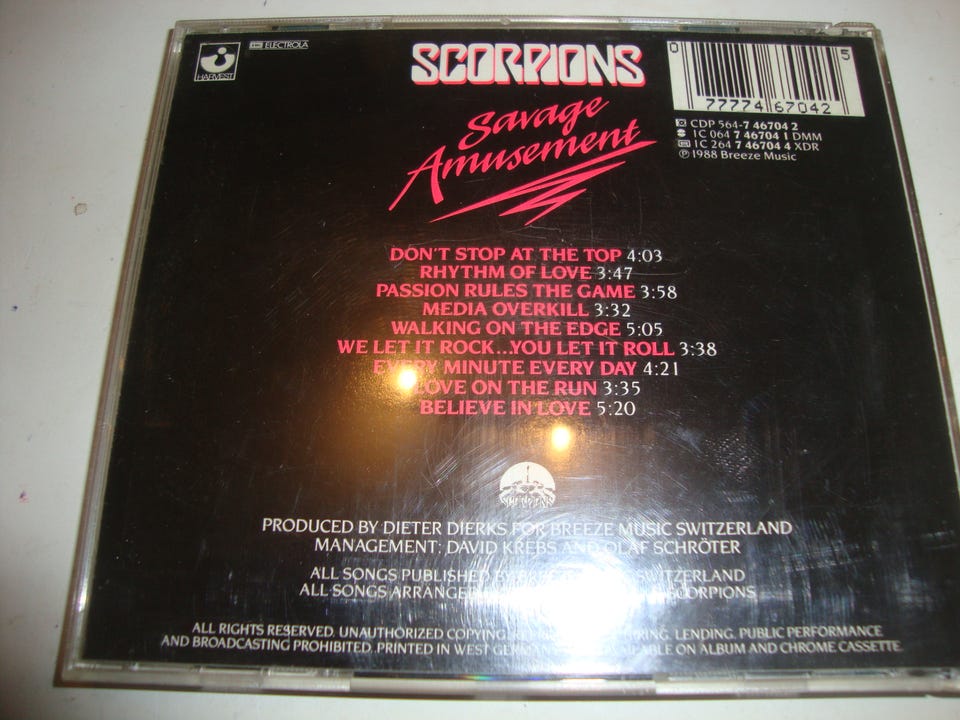 HARVEST
EMI ELECTROLA
SCORPIONS
Savage
Amusement
0 77774 67042 5
CDP 564-7 46704 2
1C 064 7 46704 1 DMM
1C 264 7 46704 4 XDR
℗ 1988 Breeze Music
DON'T STOP AT THE TOP 4:03
RHYTHM OF LOVE 3:47
PASSION RULES THE GAME 3:58
MEDIA OVERKILL 3:32
WALKING ON THE EDGE 5:05
WE LET IT ROCK...YOU LET IT ROLL 3:38
EVERY MINUTE EVERY DAY 4:21
LOVE ON THE RUN 3:35
BELIEVE IN LOVE 5:20
PRODUCED BY DIETER DIERKS FOR BREEZE MUSIC SWITZERLAND
MANAGEMENT: DAVID KREBS AND OLAF SCHRÖTER
ALL SONGS PUBLISHED BY SWITZERLAND
ALL SONGS ARRANGED SCORPIONS
ALL RIGHTS RESERVED. UNAUTHORIZED COPYING, LENDING, PUBLIC PERFORMANCE
AND BROADCASTING PROHIBITED. PRINTED IN WEST GERMANY AVAILABLE ON ALBUM AND CHROME CASSETTE.